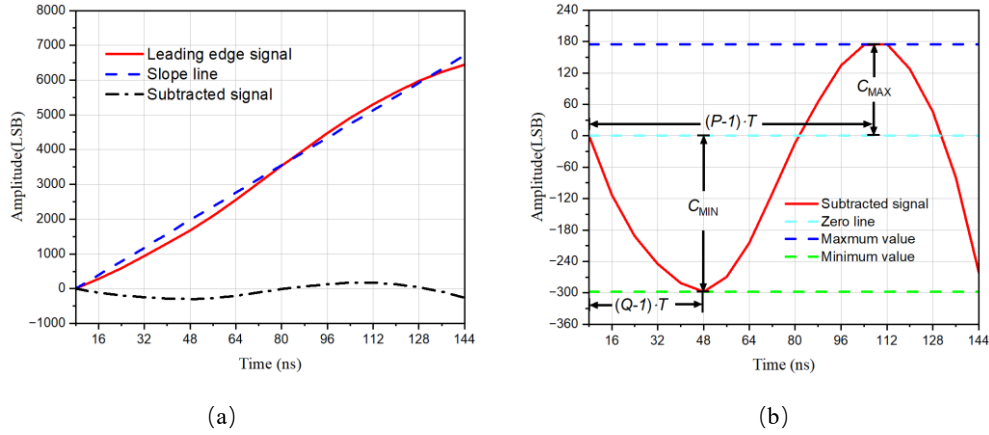 8000
7000
6000
5000
4000
3000
2000
1000
0
−1000
Amplitude(LSB)
Leading edge signal
Slope line
Subtracted signal
16 32 48 64 80 96 112 128 144
Time (ns)
(a)
180
120
60
0
−60
−120
−180
−240
−300
−360
Amplitude(LSB)
CMAX
(P-1)·T
CMIN
Subtracted signal
Zero line
Maxmum value
Minimum value
(Q-1)·T
16 32 48 64 80 96 112 128 144
Time (ns)
(b)